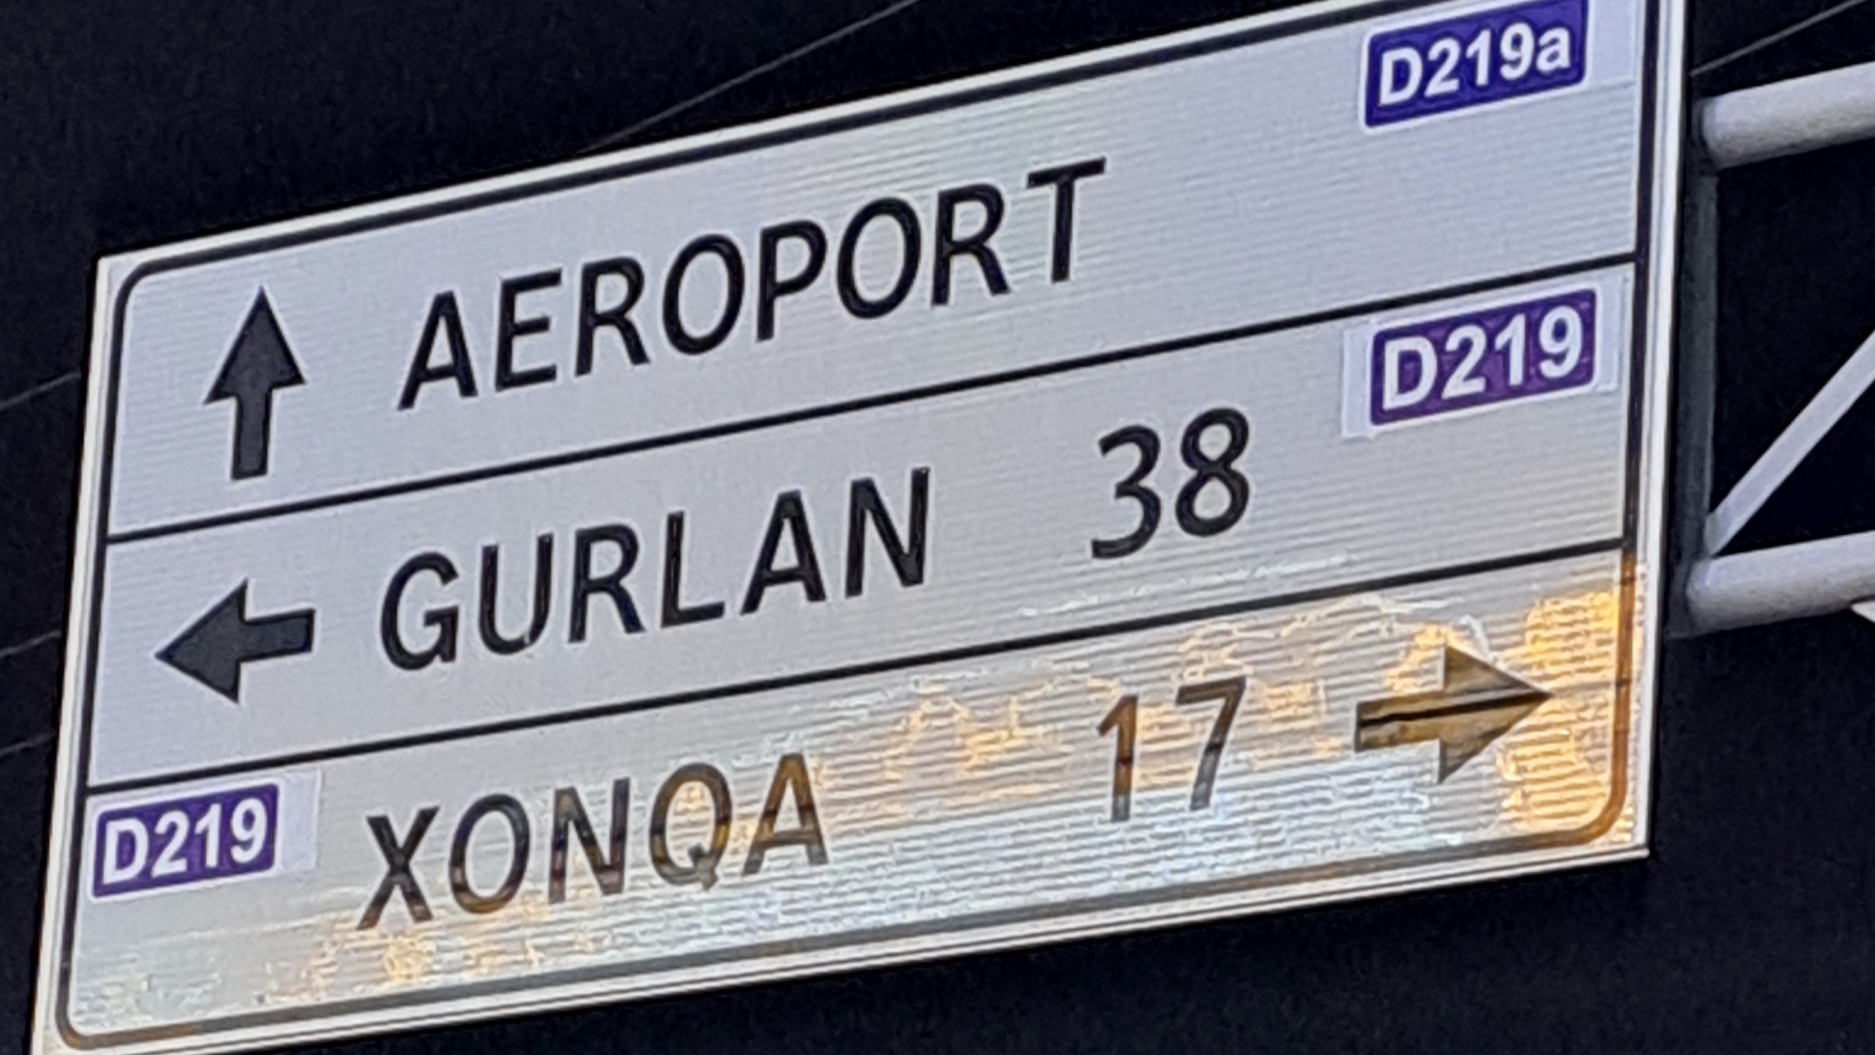 D219a
AEROPORT
D219
GURLAN 38
D219 XONQA 17